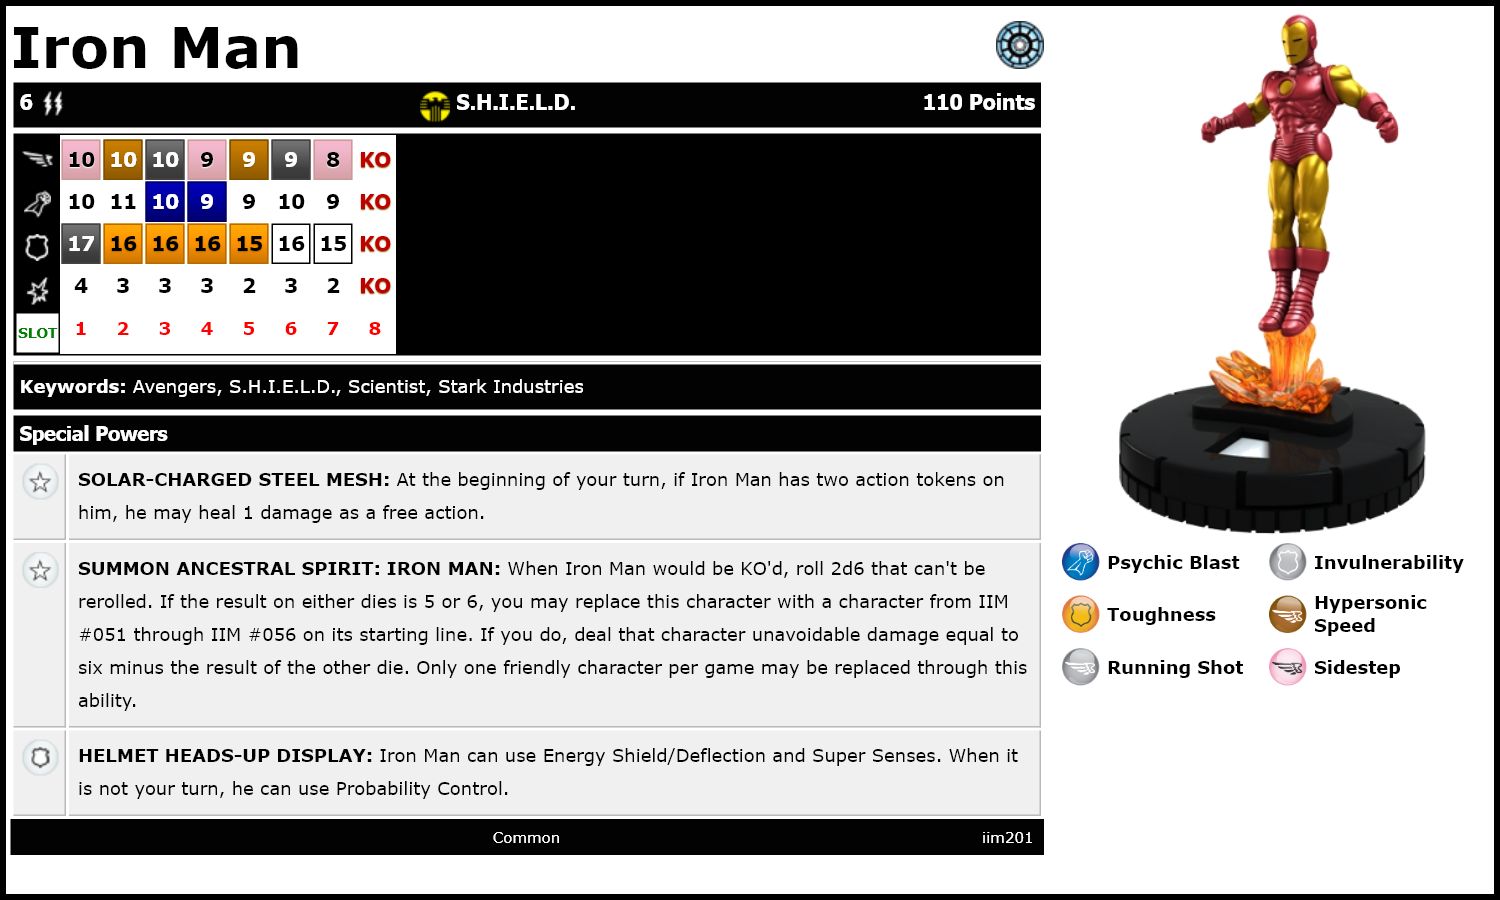 Iron Man
6 S.H.I.E.L.D. 110 Points
10 10 10 9 9 9 8 KO
10 11 10 9 9 10 9 KO
17 16 16 16 15 16 15 KO
4 3 3 3 2 3 2 KO
SLOT 1 2 3 4 5 6 7 8
Keywords: Avengers, S.H.I.E.L.D., Scientist, Stark Industries
Special Powers
SOLAR-CHARGED STEEL MESH: At the beginning of your turn, if Iron Man has two action tokens on
him, he may heal 1 damage as a free action.
SUMMON ANCESTRAL SPIRIT: IRON MAN: When Iron Man would be KO'd, roll 2d6 that can't be
rerolled. If the result on either dies is 5 or 6, you may replace this character with a character from IIM
#051 through IIM #056 on its starting line. If you do, deal that character unavoidable damage equal to
six minus the result of the other die. Only one friendly character per game may be replaced through this
ability.
HELMET HEADS-UP DISPLAY: Iron Man can use Energy Shield/Deflection and Super Senses. When it
is not your turn, he can use Probability Control.
Common iim201
Psychic Blast Invulnerability
Toughness Hypersonic
Speed
Running Shot Sidestep